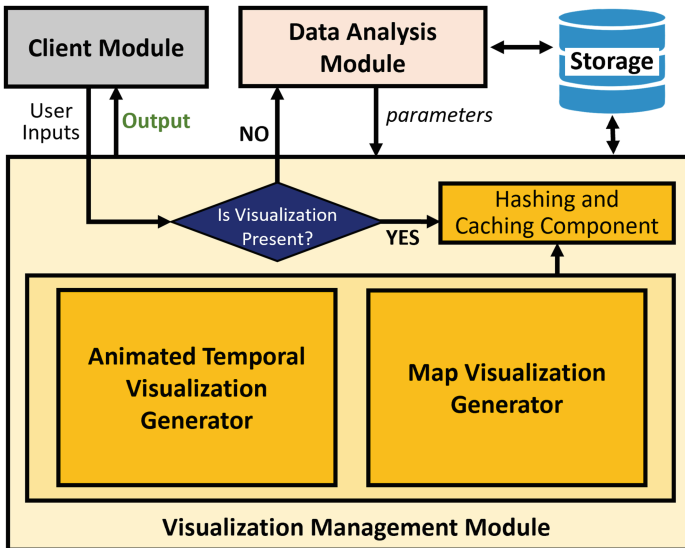 Client Module
Data Analysis
Module
Storage
User
Inputs
Output
NO
parameters
Is Visualization
Present?
YES
Hashing and
Caching Component
Animated Temporal
Visualization
Generator
Map Visualization
Generator
Visualization Management Module